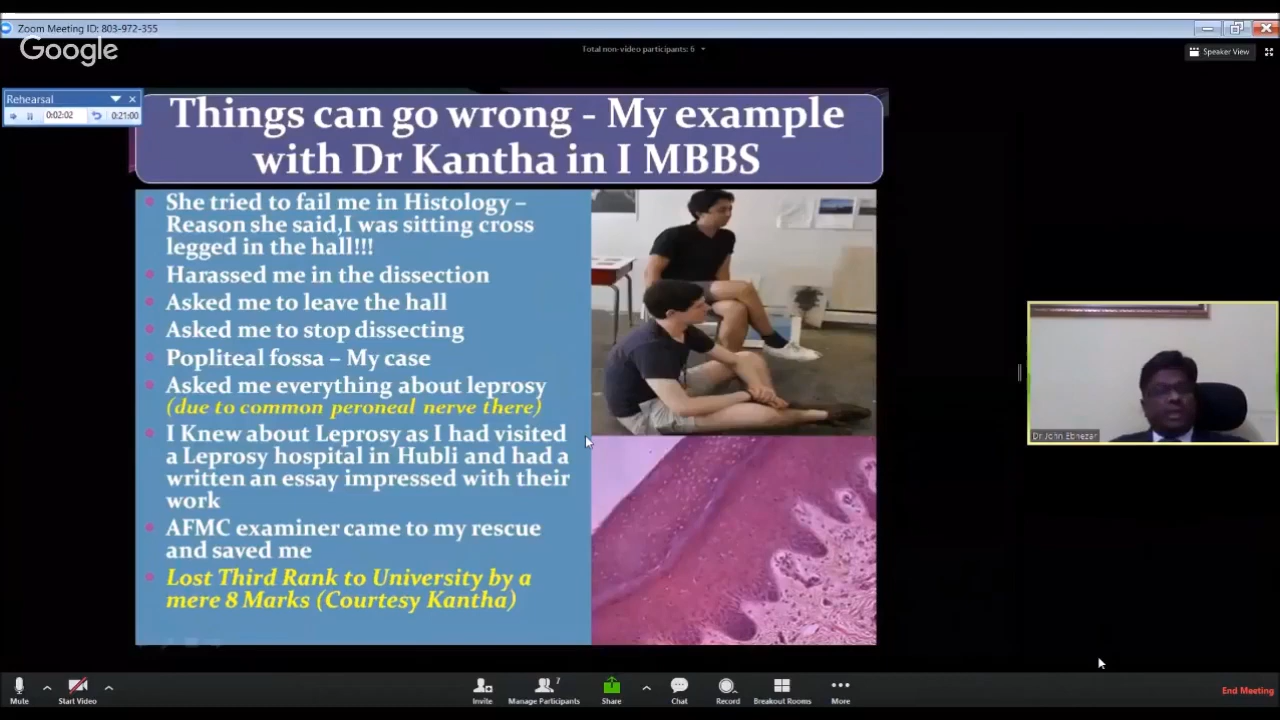 Zoom Meeting ID: 803-972-355
Google
Total non-video participants: 6
Speaker View
Rehearsal
0:02:02
0:21:00
Things can go wrong - My example
with Dr Kantha in I MBBS
She tried to fail me in Histology –
Reason she said,I was sitting cross
legged in the hall!!!
Harassed me in the dissection
Asked me to leave the hall
Asked me to stop dissecting
Popliteal fossa – My case
Asked me everything about leprosy
(due to common peroneal nerve there)
I Knew about Leprosy as I had visited
a Leprosy hospital in Hubli and had a
written an essay impressed with their
work
AFMC examiner came to my rescue
and saved me
Lost Third Rank to University by a
mere 8 Marks (Courtesy Kantha)
Dr John Ebnezar
Mute
Start Video
Invite
7
Manage Participants
Share
Chat
Record
Breakout Rooms
More
End Meeting